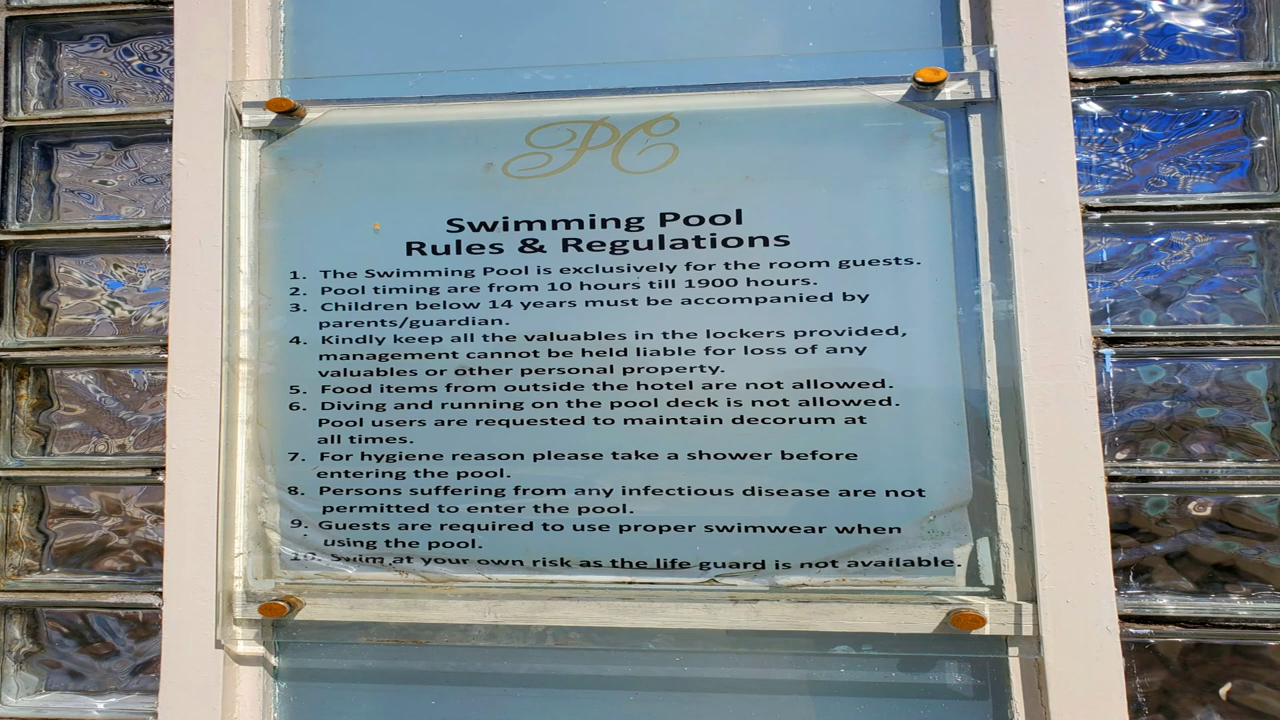 PC
Swimming Pool
Rules & Regulations
1. The Swimming Pool is exclusively for the room guests.
2. Pool timing are from 10 hours till 1900 hours.
3. Children below 14 years must be accompanied by
parents/guardian.
4. Kindly keep all the valuables in the lockers provided,
management cannot be held liable for loss of any
valuables or other personal property.
5. Food items from outside the hotel are not allowed.
6. Diving and running on the pool deck is not allowed.
Pool users are requested to maintain decorum at
all times.
7. For hygiene reason please take a shower before
entering the pool.
8. Persons suffering from any infectious disease are not
permitted to enter the pool.
9. Guests are required to use proper swimwear when
using the pool.
10. Swim at your own risk as the life guard is not available.